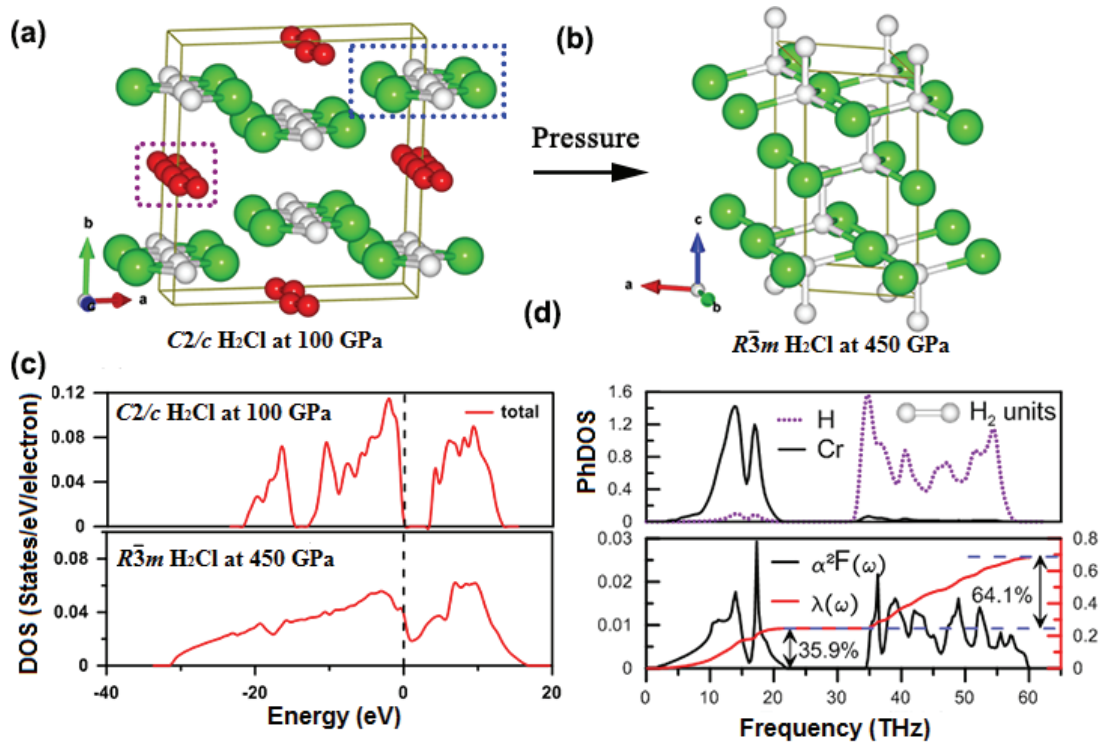 (a)
b
c
a
C2/c H₂Cl at 100 GPa
Pressure
(b)
c
a
b
R3̄m H₂Cl at 450 GPa
(c)
C2/c H₂Cl at 100 GPa
total
0.12
0.08
0.04
0
R3̄m H₂Cl at 450 GPa
0.08
0.04
0
DOS (States/eV/electron)
-40
-20
0
20
Energy (eV)
(d)
H
Cr
H₂ units
1.6
1.2
0.8
0.4
0.0
PhDOS
α²F(ω)
λ(ω)
0.03
0.02
0.01
0
35.9%
64.1%
0.8
0.6
0.4
0.2
0
0
10
20
30
40
50
60
Frequency (THz)